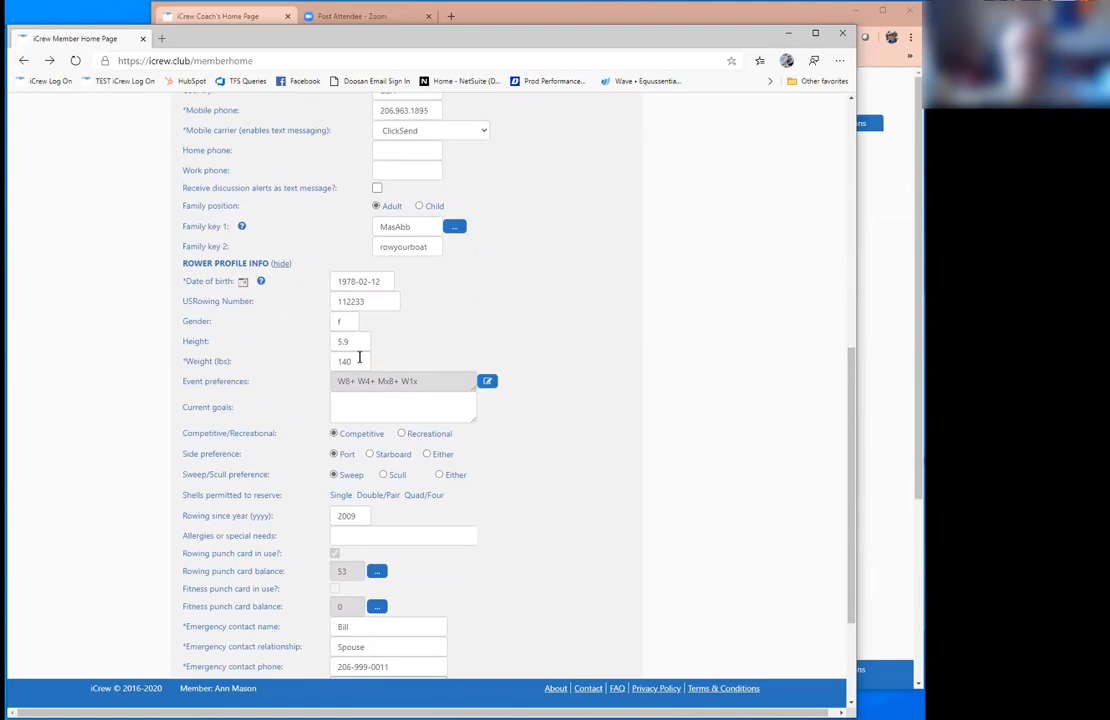 iCrew Coach's Home Page
Post Attendee - Zoom
iCrew Member Home Page
https://icrew.club/memberhome
iCrew Log On
TEST iCrew Log On
HubSpot
TFS Queries
Facebook
Doosan Email Sign In
Home - NetSuite (D...
Prod Performance...
Wave • Equussentia...
Other favorites
*Mobile phone: 206.963.1895
*Mobile carrier (enables text messaging): ClickSend
Home phone:
Work phone:
Receive discussion alerts as text message?:
Family position: Adult Child
Family key 1: ? MasAbb ...
Family key 2: rowyourboat
ROWER PROFILE INFO (hide)
*Date of birth: ? 1978-02-12
USRowing Number: 112233
Gender: f
Height: 5.9
*Weight (lbs): 140
Event preferences: W8+ W4+ Mx8+ W1x
Current goals:
Competitive/Recreational: Competitive Recreational
Side preference: Port Starboard Either
Sweep/Scull preference: Sweep Scull Either
Shells permitted to reserve: Single Double/Pair Quad/Four
Rowing since year (yyyy): 2009
Allergies or special needs:
Rowing punch card in use?:
Rowing punch card balance: 53 ...
Fitness punch card in use?:
Fitness punch card balance: 0 ...
*Emergency contact name: Bill
*Emergency contact relationship: Spouse
*Emergency contact phone: 206-999-0011
iCrew © 2016-2020 Member: Ann Mason About | Contact | FAQ | Privacy Policy | Terms & Conditions